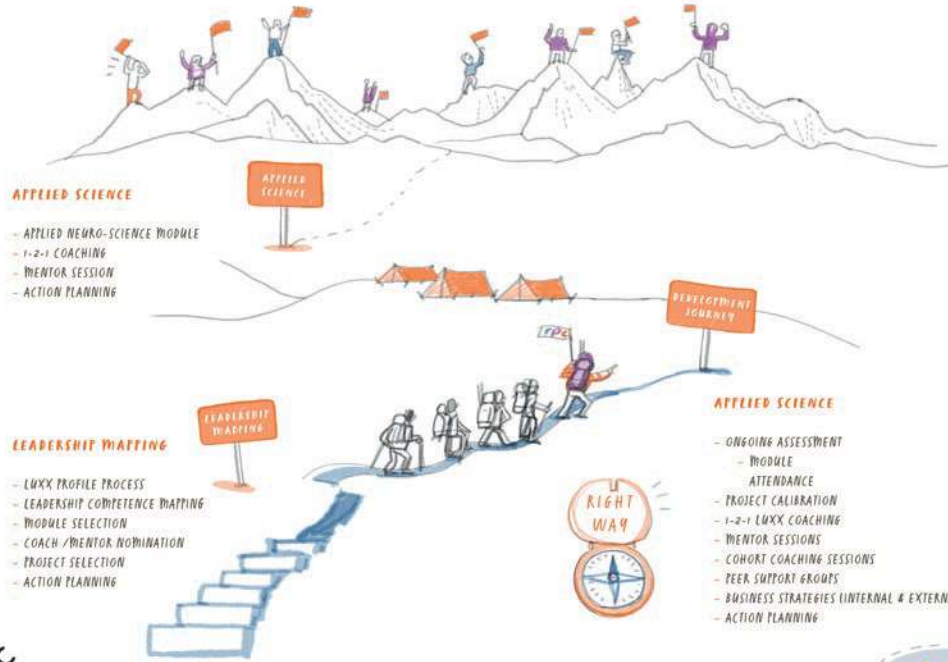 APPLIED SCIENCE
APPLIED
SCIENCE
- APPLIED NEURO-SCIENCE MODULE
- 1-2-1 COACHING
- MENTOR SESSION
- ACTION PLANNING
DEVELOPMENT
JOURNEY
rpc
LEADERSHIP
MAPPING
LEADERSHIP MAPPING
- LUXX PROFILE PROCESS
- LEADERSHIP COMPETENCE MAPPING
- MODULE SELECTION
- COACH / MENTOR NOMINATION
- PROJECT SELECTION
- ACTION PLANNING
RIGHT
WAY
APPLIED SCIENCE
- ONGOING ASSESSMENT
- MODULE
ATTENDANCE
- PROJECT CALIBRATION
- 1-2-1 LUXX COACHING
- MENTOR SESSIONS
- COHORT COACHING SESSIONS
- PEER SUPPORT GROUPS
- BUSINESS STRATEGIES (INTERNAL & EXTERN
- ACTION PLANNING